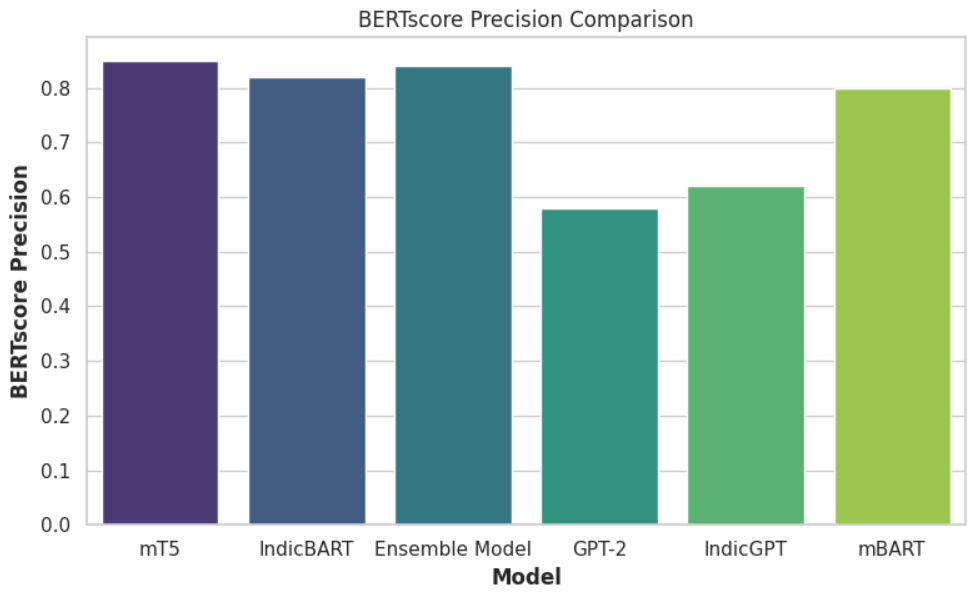 BERTscore Precision Comparison
BERTscore Precision
0.8
0.7
0.6
0.5
0.4
0.3
0.2
0.1
0.0
mT5 IndicBART Ensemble Model GPT-2 IndicGPT mBART
Model